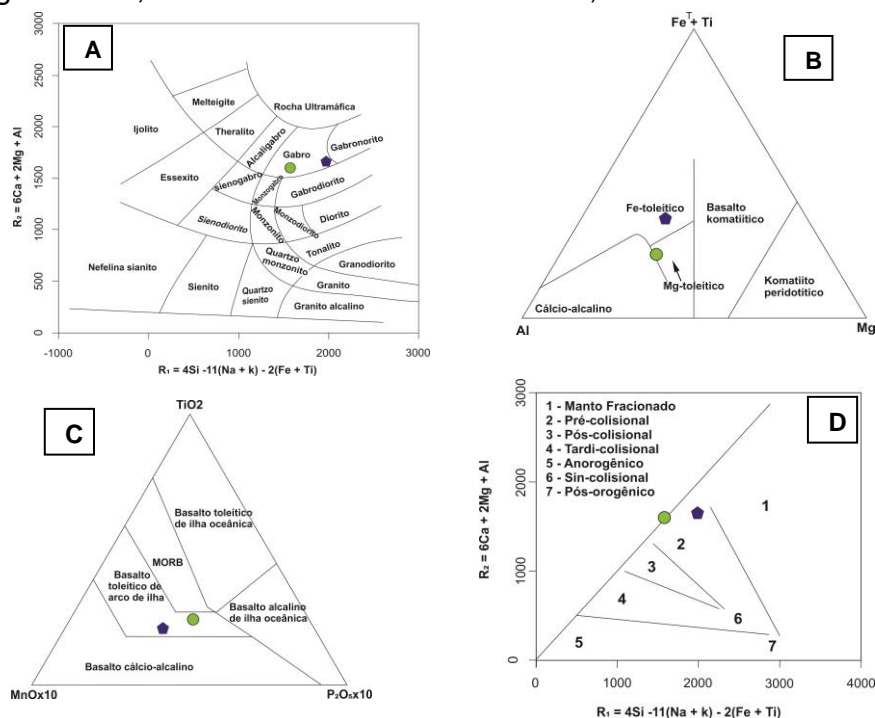 A
R₂ = 6Ca + 2Mg + Al
3000
2500
2000
1500
1000
500
0
-1000
0
1000
2000
3000
R₁ = 4Si -11(Na + k) - 2(Fe + Ti)
Melteigite
Rocha Ultramáfica
Ijolito
Theralito
Alcaligabro
Gabro
Gabronorito
Essexito
sienogabro
Monzogabro
Gabrodiorito
Sienodiorito
Monzonito
Monzodiorito
Diorito
Nefelina sianito
Quartzo
monzonito
Tonalito
Granodiorito
Sienito
Quartzo
sienito
Granito
Granito alcalino
B
Feᵀ+ Ti
Fe-toleítico
Basalto
komatiítico
Mg-toleítico
Komatiito
peridotítico
Cálcio-alcalino
Al
Mg
C
TiO2
Basalto toleítico
de ilha oceânica
MORB
Basalto
toleítico de
arco de ilha
Basalto alcalino
de ilha oceânica
Basalto cálcio-alcalino
MnOx10
P₂O₅x10
D
1 - Manto Fracionado
2 - Pré-colisional
3 - Pós-colisional
4 - Tardi-colisional
5 - Anorogênico
6 - Sin-colisional
7 - Pós-orogênico
R₂ = 6Ca + 2Mg + Al
3000
2000
1000
0
1
2
3
4
5
6
7
0
1000
2000
3000
4000
R₁ = 4Si -11(Na + k) - 2(Fe + Ti)